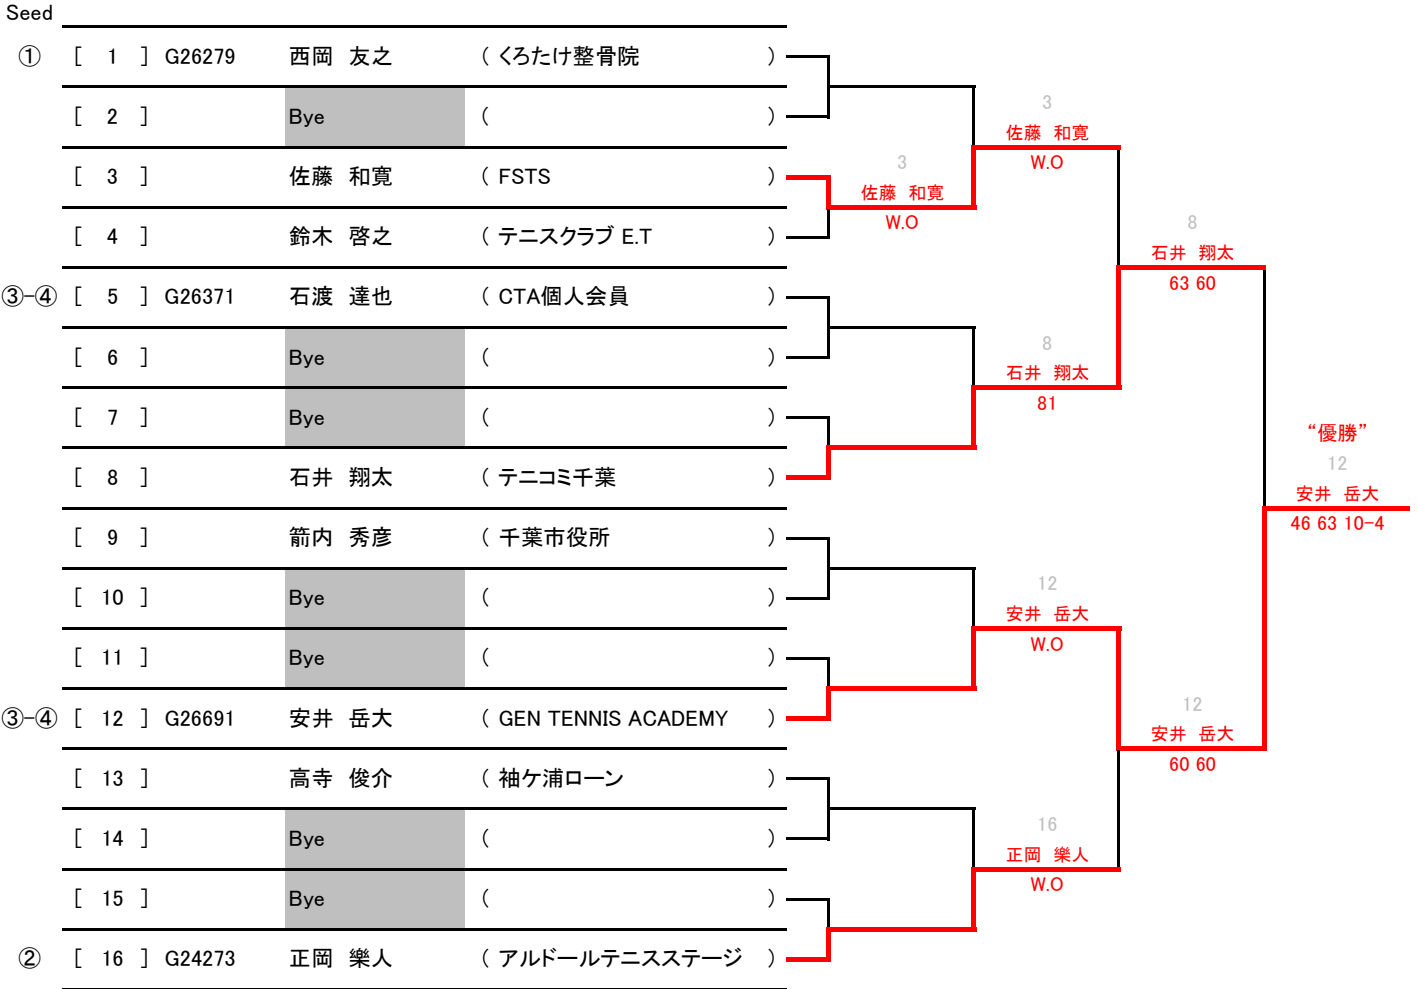 Seed
① [ 1 ] G26279 西岡 友之 ( くろたけ整骨院 )
[ 2 ] Bye ( )
[ 3 ] 佐藤 和寛 ( FSTS )
[ 4 ] 鈴木 啓之 ( テニスクラブ E.T )
③-④ [ 5 ] G26371 石渡 達也 ( CTA個人会員 )
[ 6 ] Bye ( )
[ 7 ] Bye ( )
[ 8 ] 石井 翔太 ( テニコミ千葉 )
[ 9 ] 箭内 秀彦 ( 千葉市役所 )
[ 10 ] Bye ( )
[ 11 ] Bye ( )
③-④ [ 12 ] G26691 安井 岳大 ( GEN TENNIS ACADEMY )
[ 13 ] 高寺 俊介 ( 袖ケ浦ローン )
[ 14 ] Bye ( )
[ 15 ] Bye ( )
② [ 16 ] G24273 正岡 樂人 ( アルドールテニスステージ )
3
佐藤 和寛
W.O
3
佐藤 和寛
W.O
8
石井 翔太
81
12
安井 岳大
W.O
16
正岡 樂人
W.O
8
石井 翔太
63 60
12
安井 岳大
60 60
“優勝”
12
安井 岳大
46 63 10-4